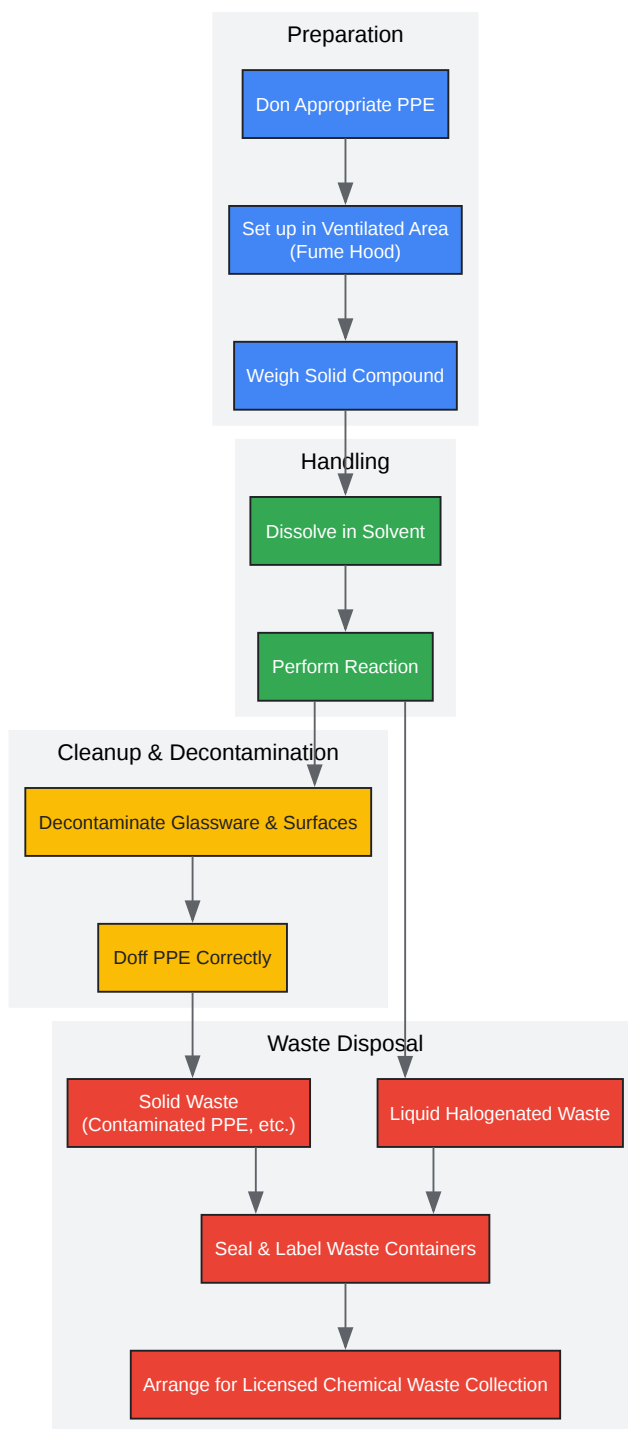 Preparation
Don Appropriate PPE
Set up in Ventilated Area
(Fume Hood)
Weigh Solid Compound
Handling
Dissolve in Solvent
Perform Reaction
Cleanup & Decontamination
Decontaminate Glassware & Surfaces
Doff PPE Correctly
Waste Disposal
Solid Waste
(Contaminated PPE, etc.)
Liquid Halogenated Waste
Seal & Label Waste Containers
Arrange for Licensed Chemical Waste Collection